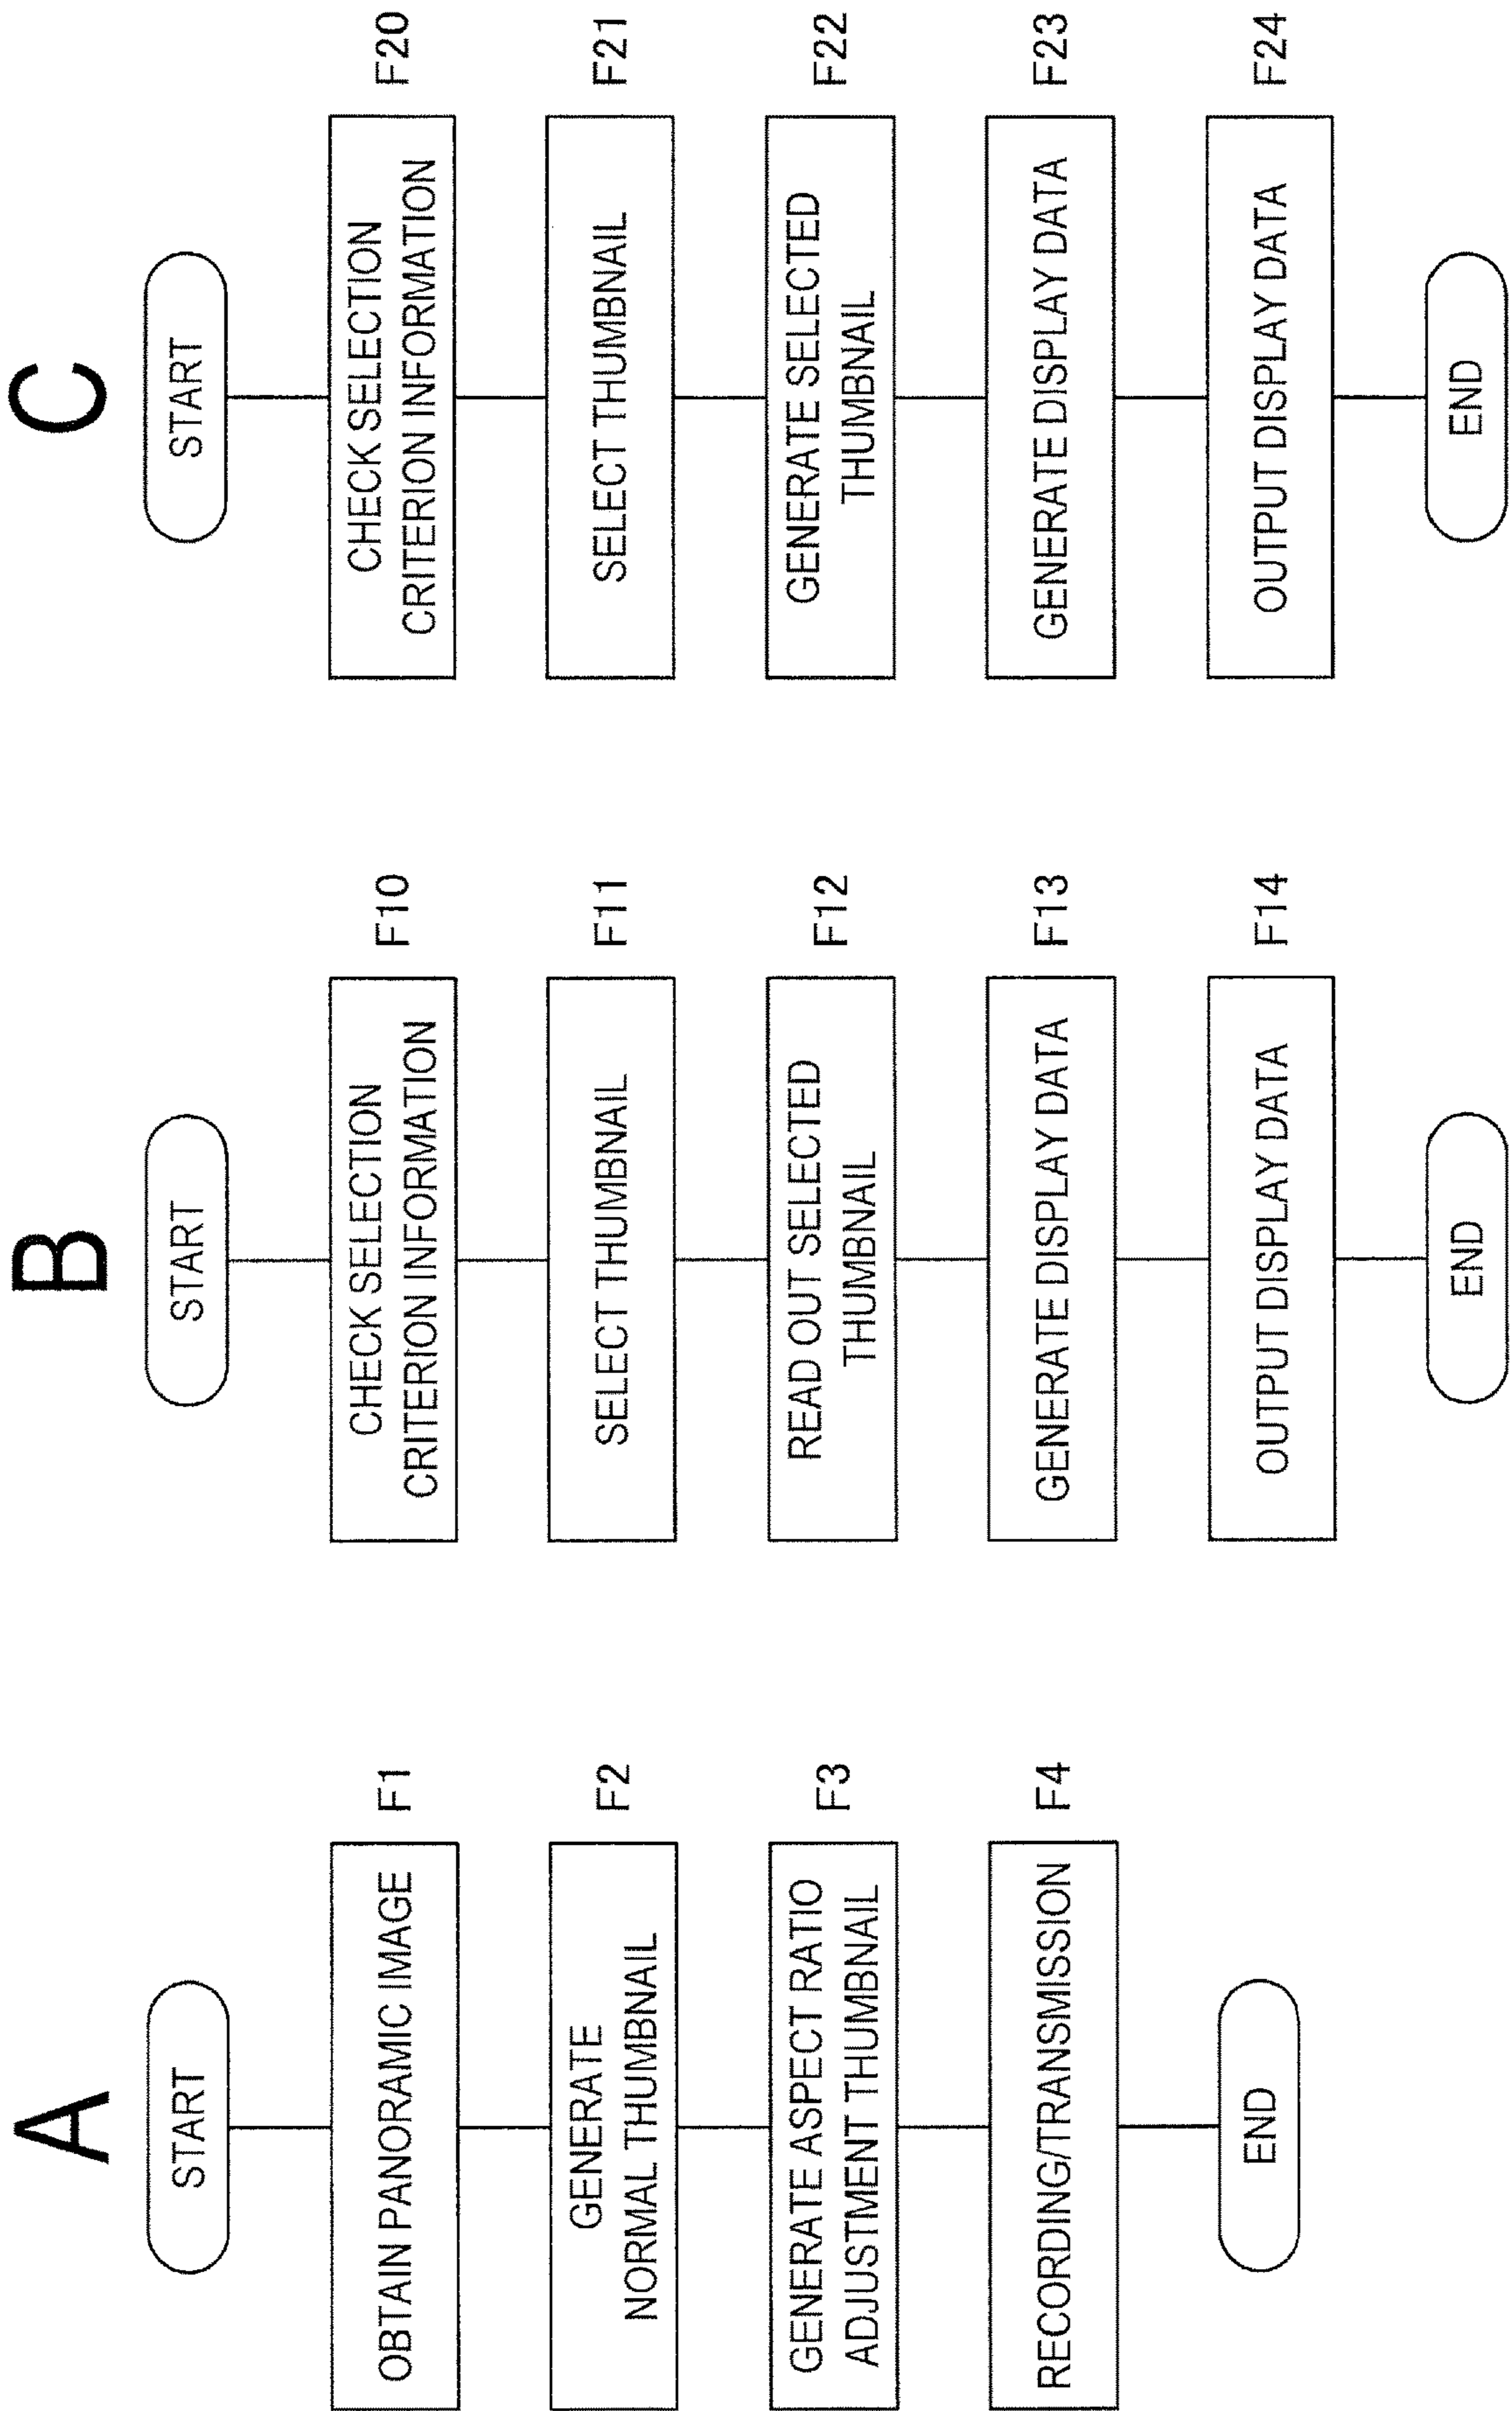 A
START
OBTAIN PANORAMIC IMAGE
F1
GENERATE
NORMAL THUMBNAIL
F2
GENERATE ASPECT RATIO
ADJUSTMENT THUMBNAIL
F3
RECORDING/TRANSMISSION
F4
END
B
START
CHECK SELECTION
CRITERION INFORMATION
F10
SELECT THUMBNAIL
F11
READ OUT SELECTED
THUMBNAIL
F12
GENERATE DISPLAY DATA
F13
OUTPUT DISPLAY DATA
F14
END
C
START
CHECK SELECTION
CRITERION INFORMATION
F20
SELECT THUMBNAIL
F21
GENERATE SELECTED
THUMBNAIL
F22
GENERATE DISPLAY DATA
F23
OUTPUT DISPLAY DATA
F24
END